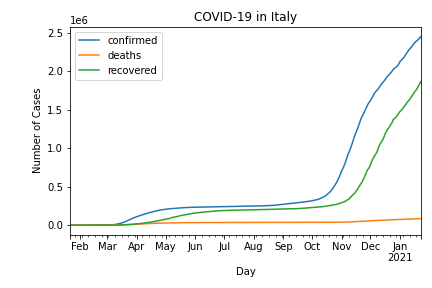 COVID-19 in Italy
1e6
confirmed
deaths
recovered
Number of Cases
2.5
2.0
1.5
1.0
0.5
0.0
Feb Mar Apr May Jun Jul Aug Sep Oct Nov Dec Jan
2021
Day